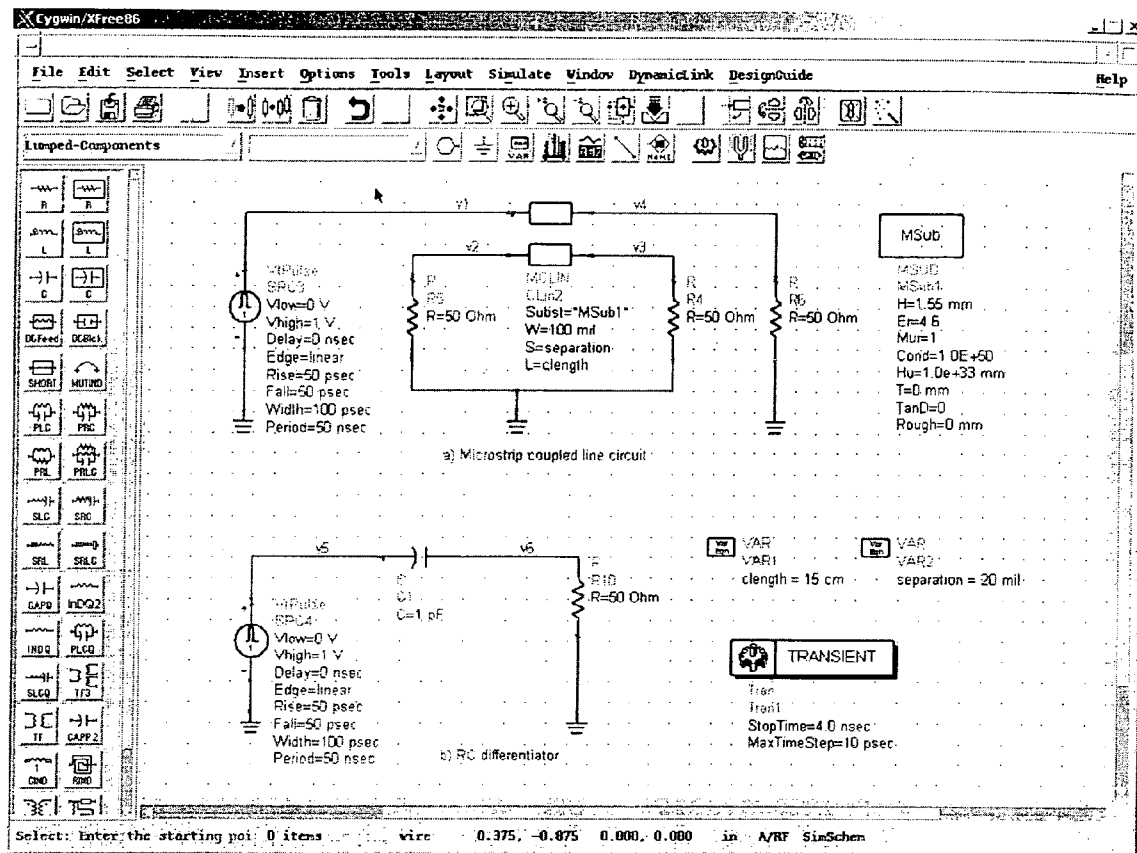 Cygwin/XFree86
File Edit Select View Insert Options Tools Layout Simulate Window DynamicLink DesignGuide Help
Lumped-Components
VAR
NAME
R R
L L
C C
DCFeed DCBlck
SHORT MUTIND
PLC PRC
PRL PRLC
SLC SRC
SRL SRLC
CAPQ InDQ2
INDQ PLCQ
SLCQ TF3
TF CAPP2
CIND RIND
v1
v4
v2
v3
VtPulse
SRC3
Vlow=0 V
Vhigh=1 V
Delay=0 nsec
Edge=linear
Rise=50 psec
Fall=50 psec
Width=100 psec
Period=50 nsec
R
R5
R=50 Ohm
MCLIN
CLin2
Subst="MSub1"
W=100 mil
S=separation
L=clength
R
R4
R=50 Ohm
R
R6
R=50 Ohm
MSub
MSUB
MSub1
H=1.55 mm
Er=4.6
Mur=1
Cond=1.0E+50
Hu=1.0e+33 mm
T=0 mm
TanD=0
Rough=0 mm
a) Microstrip coupled line circuit
v5
v6
C
C1
C=1 pF
R
R10
R=50 Ohm
VtPulse
SRC4
Vlow=0 V
Vhigh=1 V
Delay=0 nsec
Edge=linear
Rise=50 psec
Fall=50 psec
Width=100 psec
Period=50 nsec
b) RC differentiator
Var Eqn
VAR
VAR1
clength = 15 cm
Var Eqn
VAR
VAR2
separation = 20 mil
TRANSIENT
Tran
Tran1
StopTime=4.0 nsec
MaxTimeStep=10 psec
Select: Enter the starting poi 0 items wire 0.375, -0.875 0.000, 0.000 in A/RF SimSchem